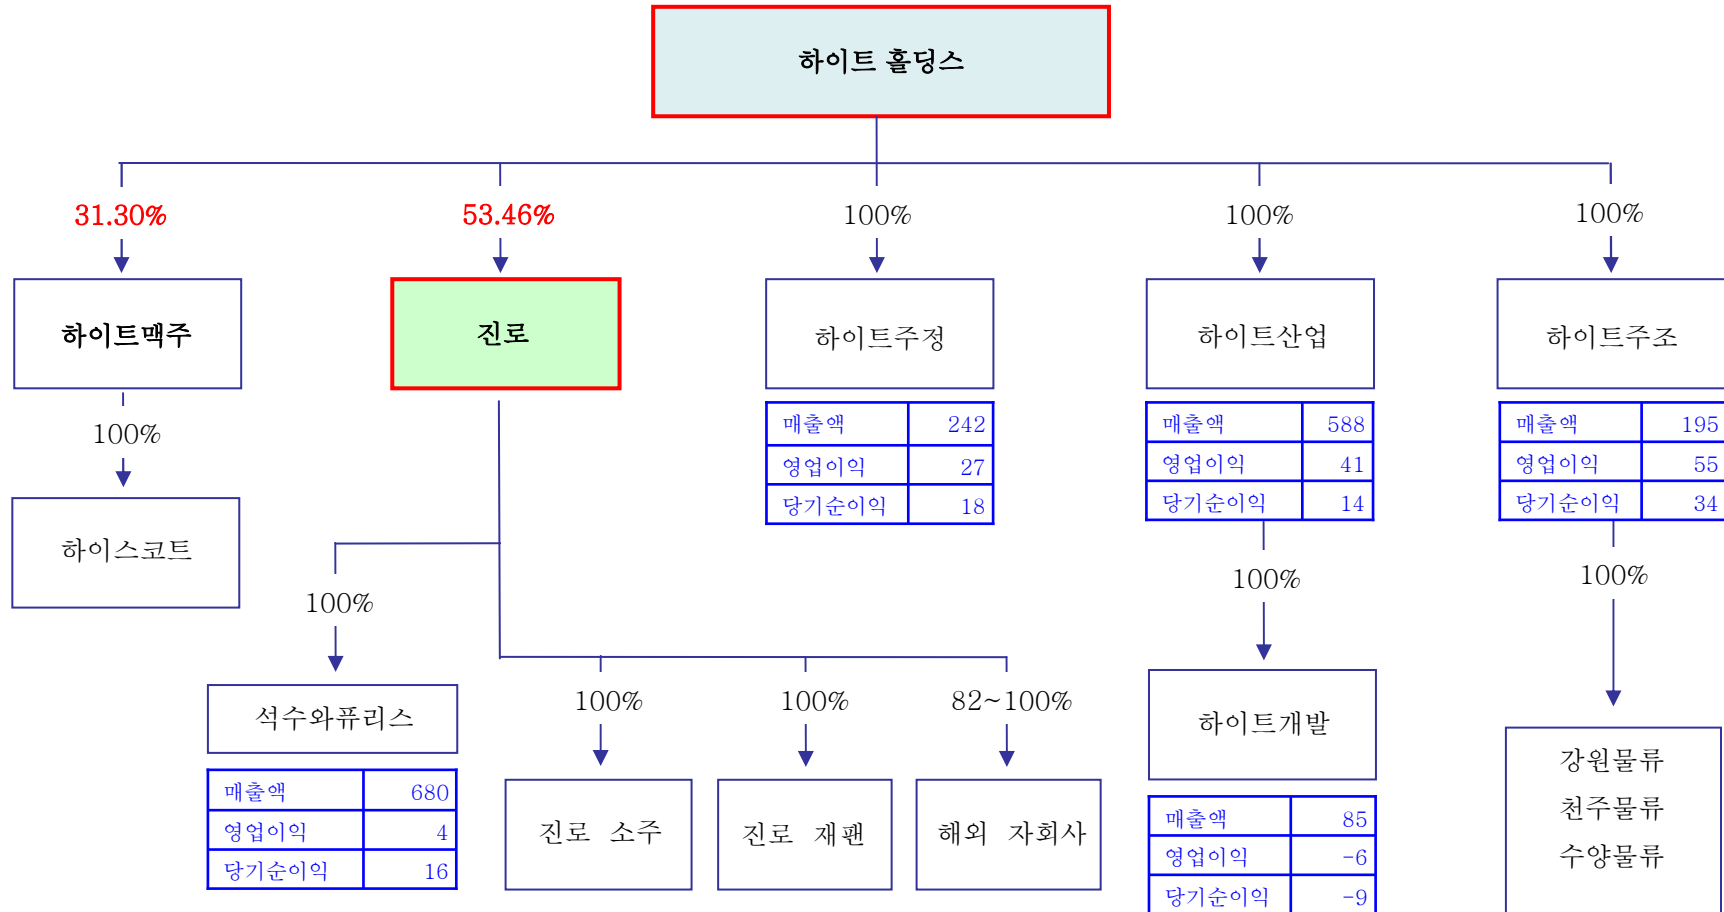 하이트 홀딩스
31.30%
53.46%
100%
100%
100%
하이트맥주
진로
하이트주정
하이트산업
하이트주조
매출액 242
영업이익 27
당기순이익 18
매출액 588
영업이익 41
당기순이익 14
매출액 195
영업이익 55
당기순이익 34
100%
하이스코트
100%
100%
100%
석수와퓨리스
매출액 680
영업이익 4
당기순이익 16
100%
100%
82~100%
진로 소주
진로 재팬
해외 자회사
하이트개발
매출액 85
영업이익 -6
당기순이익 -9
강원물류
천주물류
수양물류